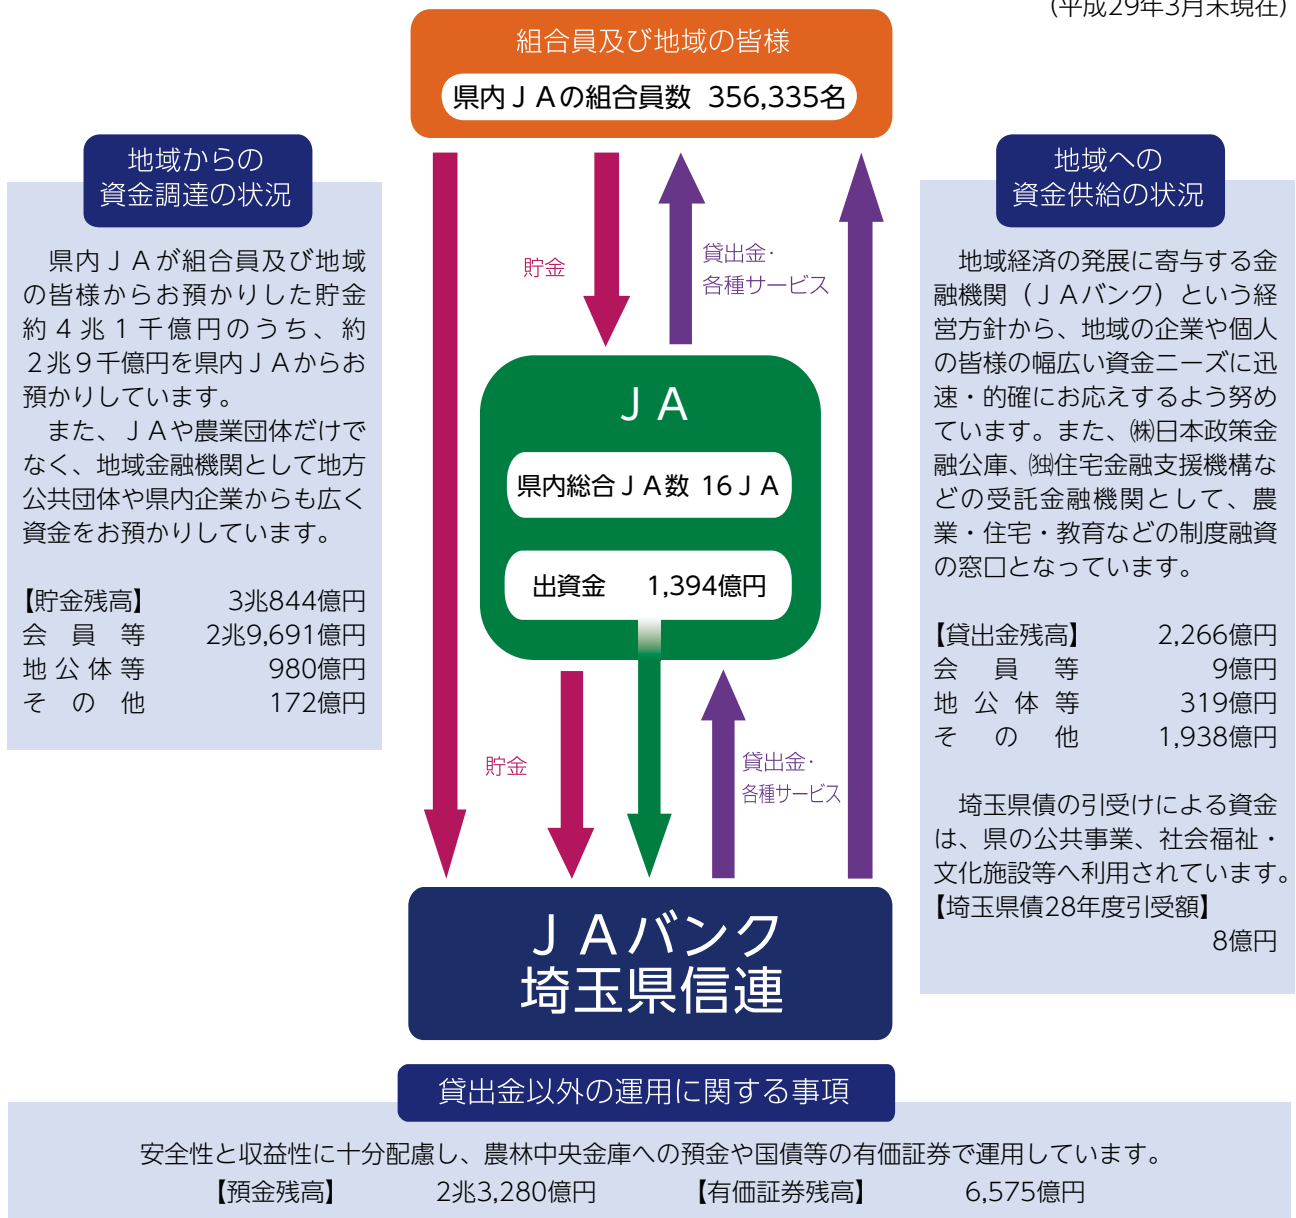 (平成29年3月末現在)
組合員及び地域の皆様
県内ＪＡの組合員数 356,335名
地域からの
資金調達の状況
県内ＪＡが組合員及び地域
の皆様からお預かりした貯金
約４兆１千億円のうち、約
２兆９千億円を県内ＪＡからお
預かりしています。
また、ＪＡや農業団体だけで
なく、地域金融機関として地方
公共団体や県内企業からも広く
資金をお預かりしています。
【貯金残高】 3兆844億円
会員等 2兆9,691億円
地公体等 980億円
その他 172億円
貯金
貸出金・
各種サービス
ＪＡ
県内総合ＪＡ数 16ＪＡ
出資金 1,394億円
貯金
貸出金・
各種サービス
ＪＡバンク
埼玉県信連
地域への
資金供給の状況
地域経済の発展に寄与する金
融機関（ＪＡバンク）という経
営方針から、地域の企業や個人
の皆様の幅広い資金ニーズに迅
速・的確にお応えするよう努め
ています。また、㈱日本政策金
融公庫、㈵住宅金融支援機構な
どの受託金融機関として、農
業・住宅・教育などの制度融資
の窓口となっています。
【貸出金残高】 2,266億円
会員等 9億円
地公体等 319億円
その他 1,938億円
埼玉県債の引受けによる資金
は、県の公共事業、社会福祉・
文化施設等へ利用されています。
【埼玉県債28年度引受額】
8億円
貸出金以外の運用に関する事項
安全性と収益性に十分配慮し、農林中央金庫への預金や国債等の有価証券で運用しています。
【預金残高】 2兆3,280億円 【有価証券残高】 6,575億円